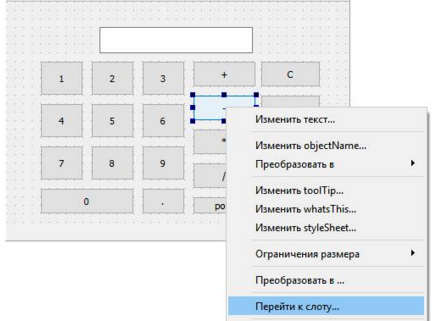 1 2 3 + C
4 5 6 -
7 8 9 *
/
0 . po
Изменить текст...
Изменить objectName...
Преобразовать в
Изменить toolTip...
Изменить whatsThis...
Изменить styleSheet...
Ограничения размера
Преобразовать в ...
Перейти к слоту...